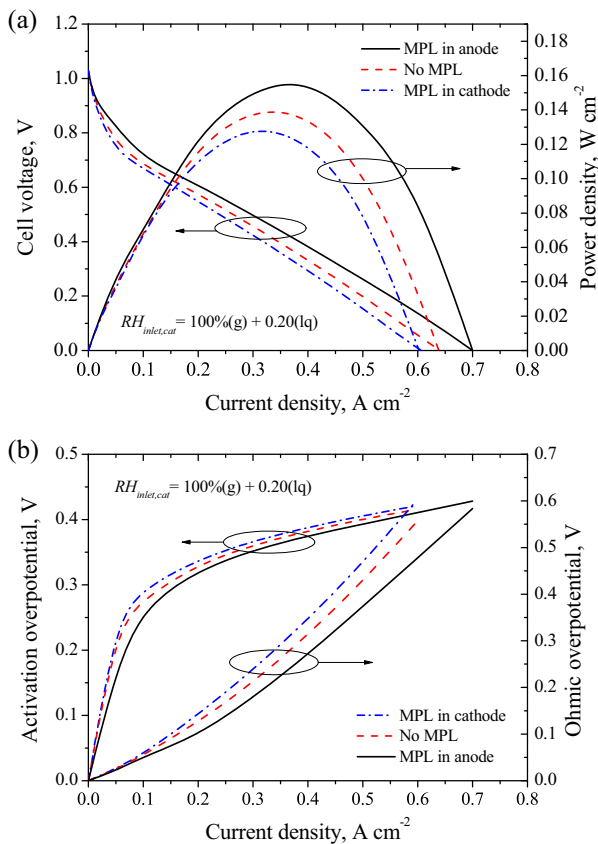 (a)
1.2
1.0
0.8
0.6
0.4
0.2
0.0
Cell voltage, V
MPL in anode
No MPL
MPL in cathode
RH_inlet,cat = 100%(g) + 0.20(lq)
0.19
0.18
0.16
0.14
0.12
0.10
0.08
0.06
0.04
0.02
0.00
Power density, W cm⁻²
0.0 0.1 0.2 0.3 0.4 0.5 0.6 0.7 0.8
Current density, A cm⁻²
(b)
0.5
0.4
0.3
0.2
0.1
0.0
Activation overpotential, V
RH_inlet,cat = 100%(g) + 0.20(lq)
MPL in cathode
No MPL
MPL in anode
0.7
0.6
0.5
0.4
0.3
0.2
0.1
0.0
Ohmic overpotential, V
0.0 0.1 0.2 0.3 0.4 0.5 0.6 0.7 0.8
Current density, A cm⁻²